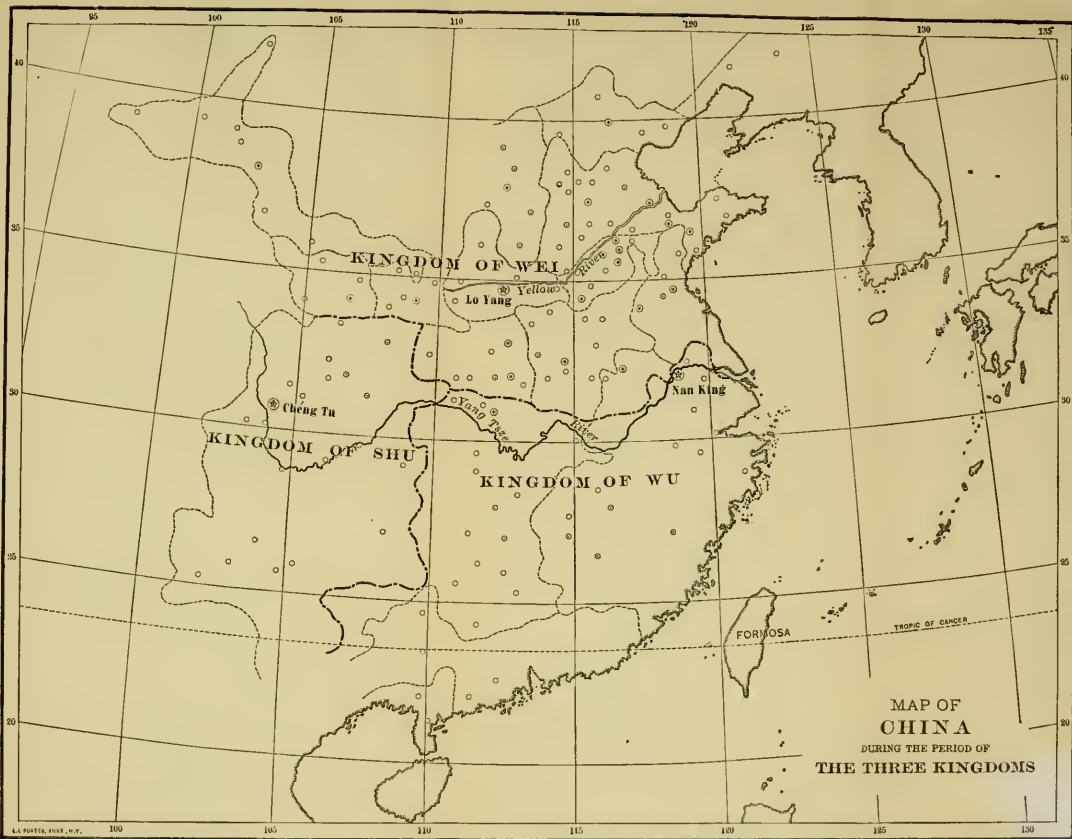 95 100 105 110 115 120 125 130 135
40 40
35 35
KINGDOM OF WEI
River
Yellow
Lo Yang
30 30
Nan King
Cheng Tu
Yang Tsze
River
KINGDOM OF SHU
KINGDOM OF WU
25 25
TROPIC OF CANCER
FORMOSA
MAP OF
CHINA
DURING THE PERIOD OF
THE THREE KINGDOMS
20 20
L.L. POATES, ENGR., N.Y.
100 105 110 115 120 125 130